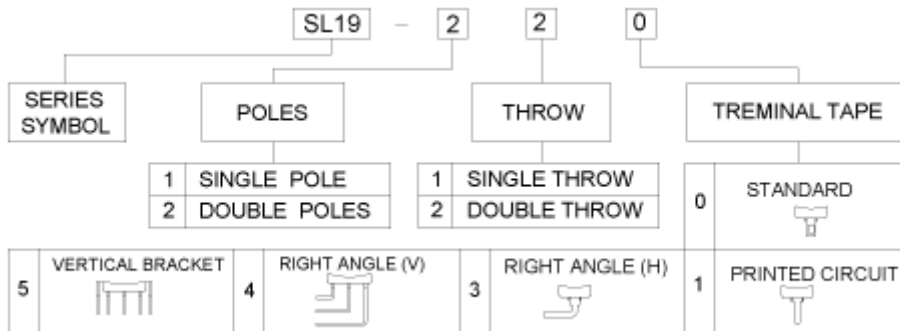 SL19 - 2 2 0
SERIES SYMBOL
POLES
THROW
TREMINAL TAPE
1 SINGLE POLE
2 DOUBLE POLES
1 SINGLE THROW
2 DOUBLE THROW
0 STANDARD
5 VERTICAL BRACKET
4 RIGHT ANGLE (V)
3 RIGHT ANGLE (H)
1 PRINTED CIRCUIT